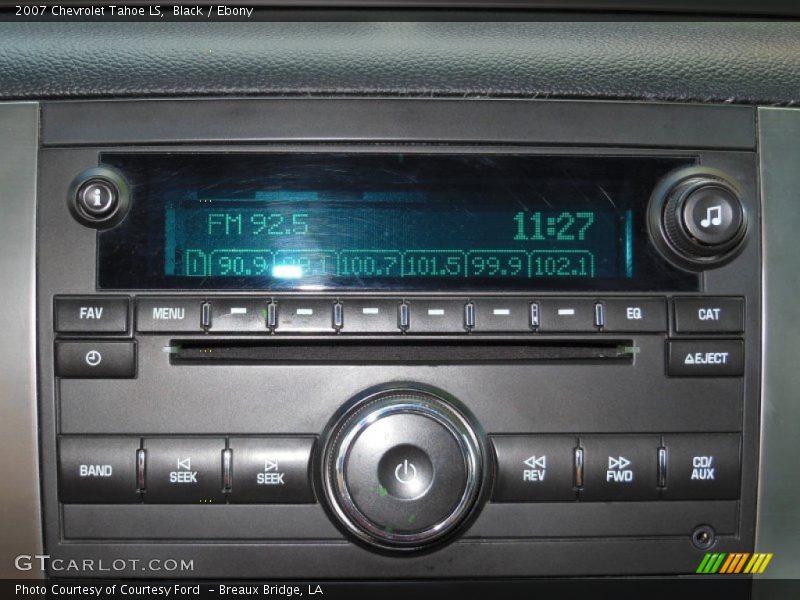 2007 Chevrolet Tahoe LS, Black / Ebony
i
FM 92.5 11:27
1 90.9 100.7 101.5 99.9 102.1
FAV MENU EQ CAT
EJECT
BAND SEEK SEEK REV FWD CD/
AUX
GTCARLOT.COM
Photo Courtesy of Courtesy Ford - Breaux Bridge, LA